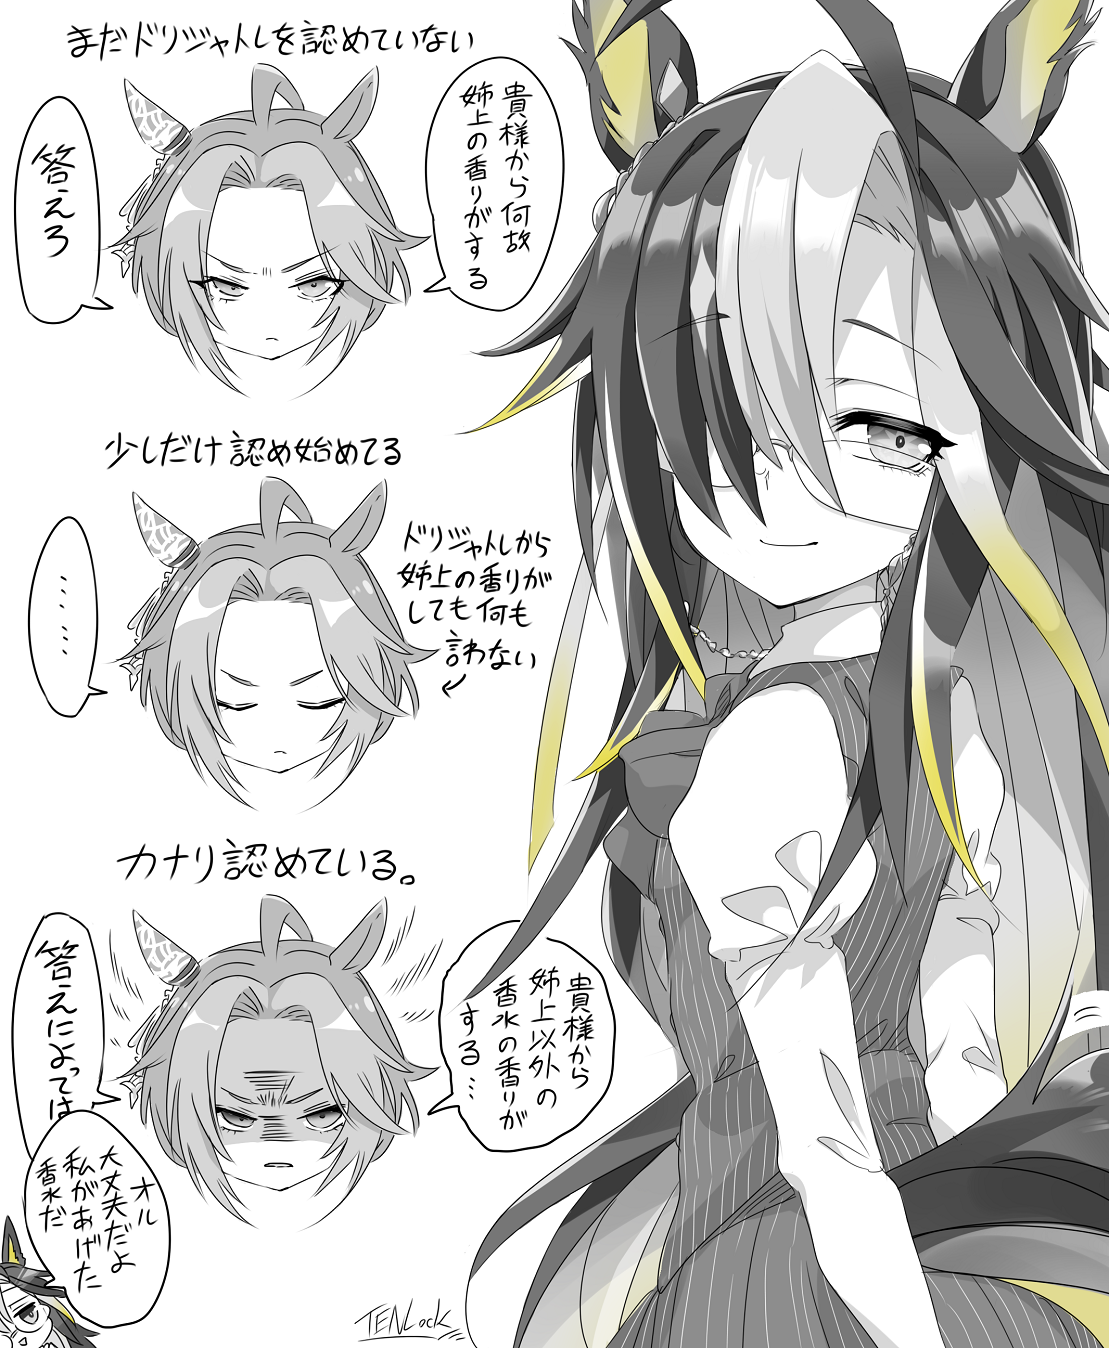 まだドリジャトレを認めていない
貴様から何故
姉上の香りがする
答えろ
少しだけ認め始めてる
ドリジャトレから
姉上の香りが
しても何も
言わない
……
カナリ認めている。
貴様から
姉上以外の
香水の香りが
する…
答えによっては
オル
大丈夫だよ
私があげた
香水だ
TENLock